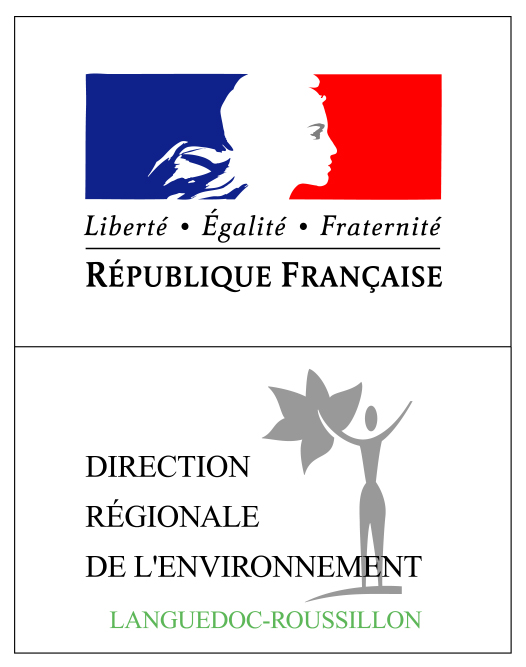 Liberté • Égalité • Fraternité
RÉPUBLIQUE FRANÇAISE
DIRECTION
RÉGIONALE
DE L'ENVIRONNEMENT
LANGUEDOC-ROUSSILLON